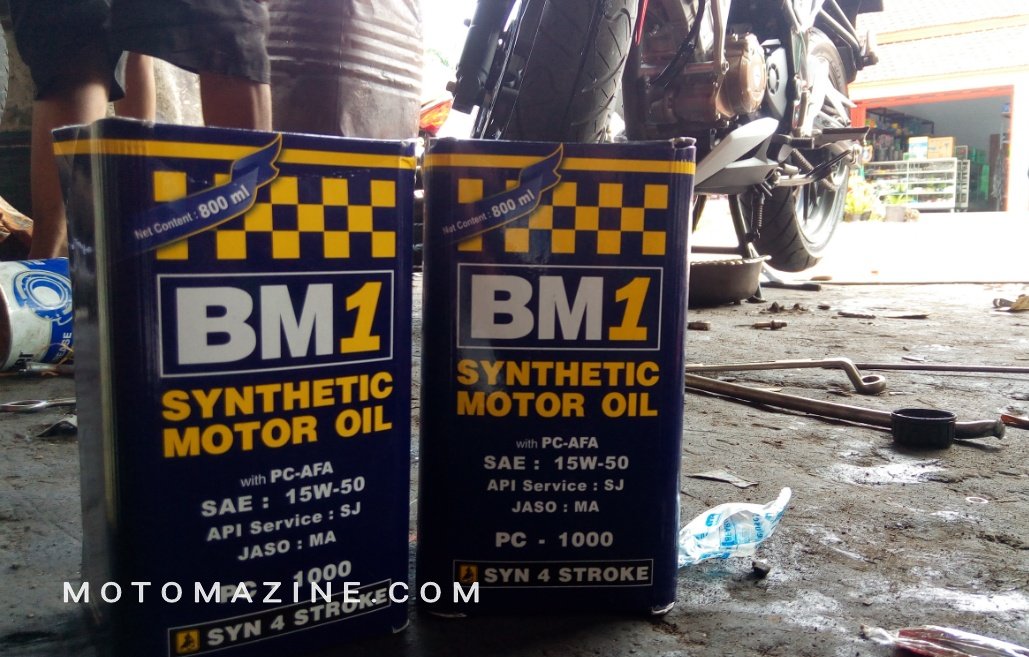 Net Content : 800 ml
BM1
SYNTHETIC
MOTOR OIL
with PC-AFA
SAE : 15W-50
API Service : SJ
JASO : MA
PC - 1000
SYN 4 STROKE
Net Content : 800 ml
BM1
SYNTHETIC
MOTOR OIL
with PC-AFA
SAE : 15W-50
API Service : SJ
JASO : MA
PC - 1000
SYN 4 STROKE
MOTOMAZINE.COM